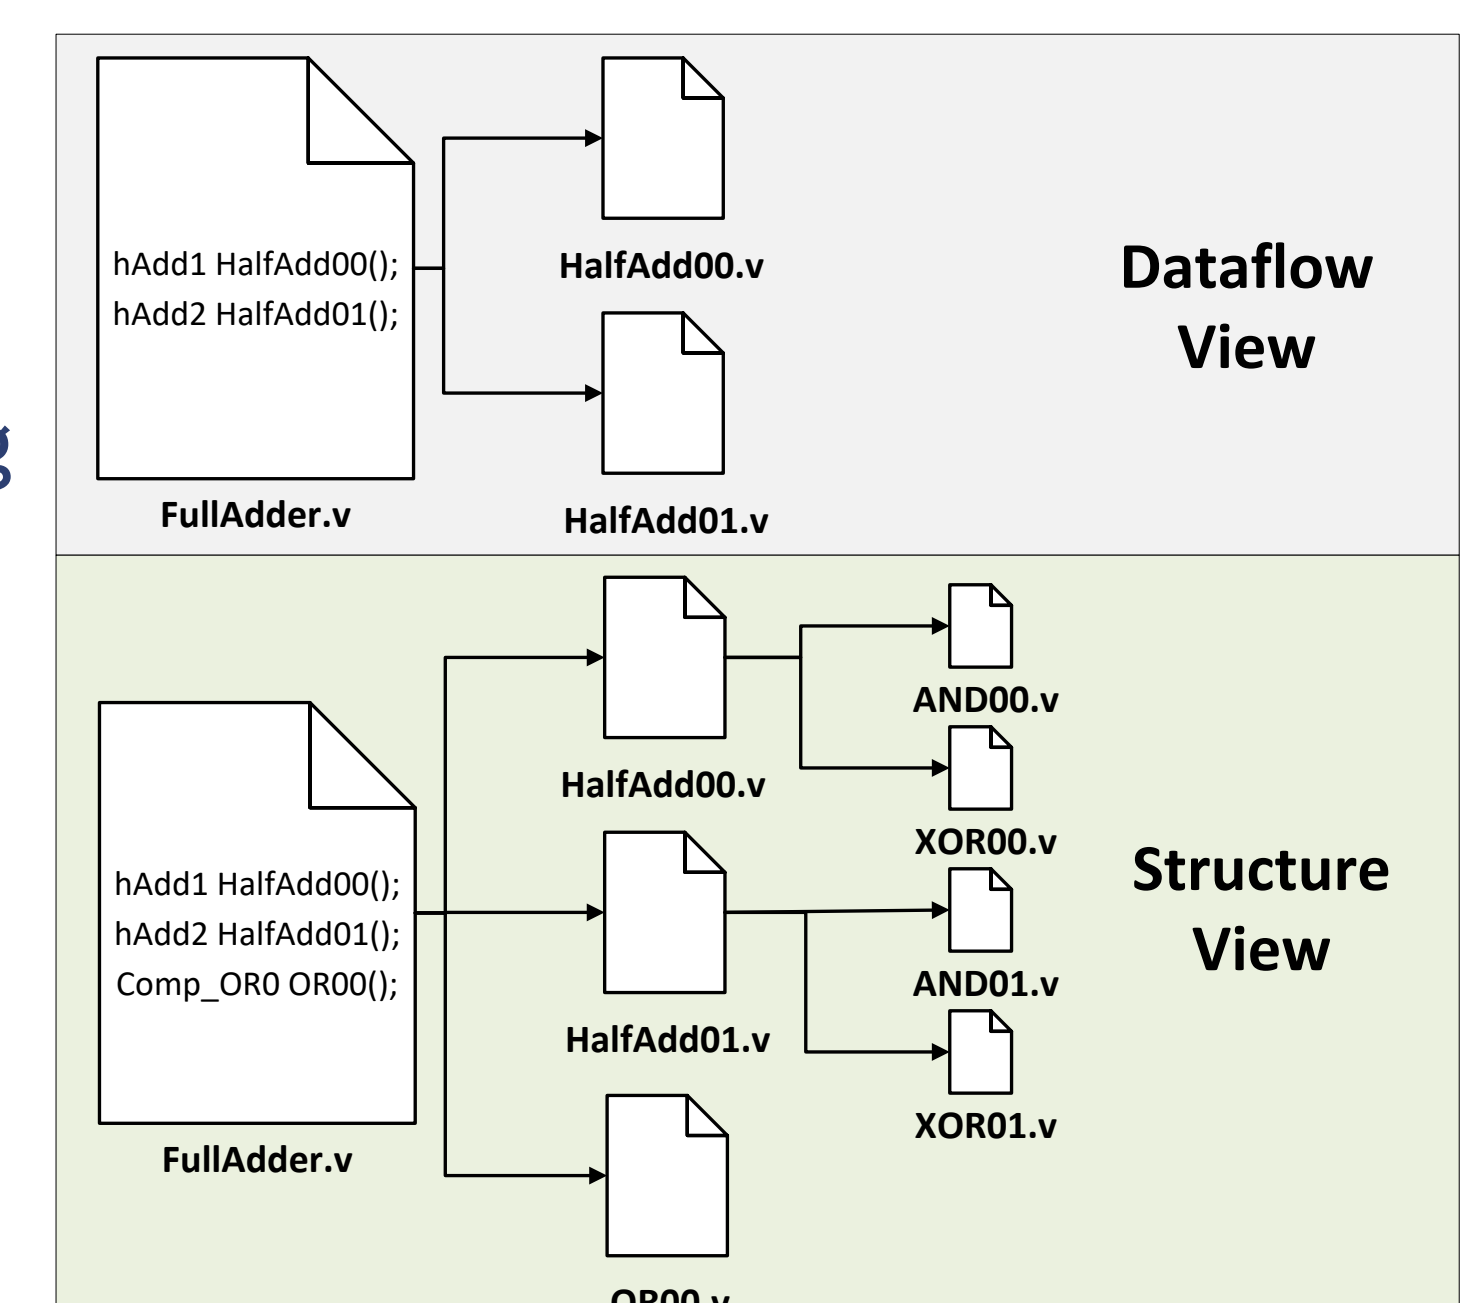 hAdd1 HalfAdd00();
hAdd2 HalfAdd01();
FullAdder.v
HalfAdd00.v
HalfAdd01.v
Dataflow
View
g
hAdd1 HalfAdd00();
hAdd2 HalfAdd01();
Comp_OR0 OR00();
FullAdder.v
HalfAdd00.v
HalfAdd01.v
OR00.v
AND00.v
XOR00.v
AND01.v
XOR01.v
Structure
View